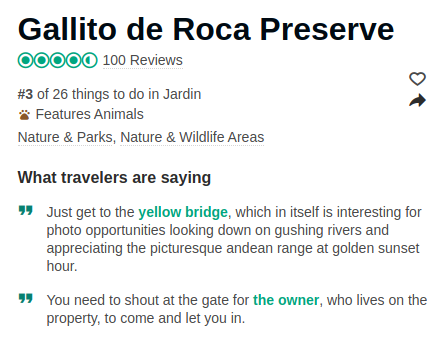 Gallito de Roca Preserve
100 Reviews
#3 of 26 things to do in Jardin
Features Animals
Nature & Parks, Nature & Wildlife Areas
What travelers are saying
Just get to the yellow bridge, which in itself is interesting for
photo opportunities looking down on gushing rivers and
appreciating the picturesque andean range at golden sunset
hour.
You need to shout at the gate for the owner, who lives on the
property, to come and let you in.